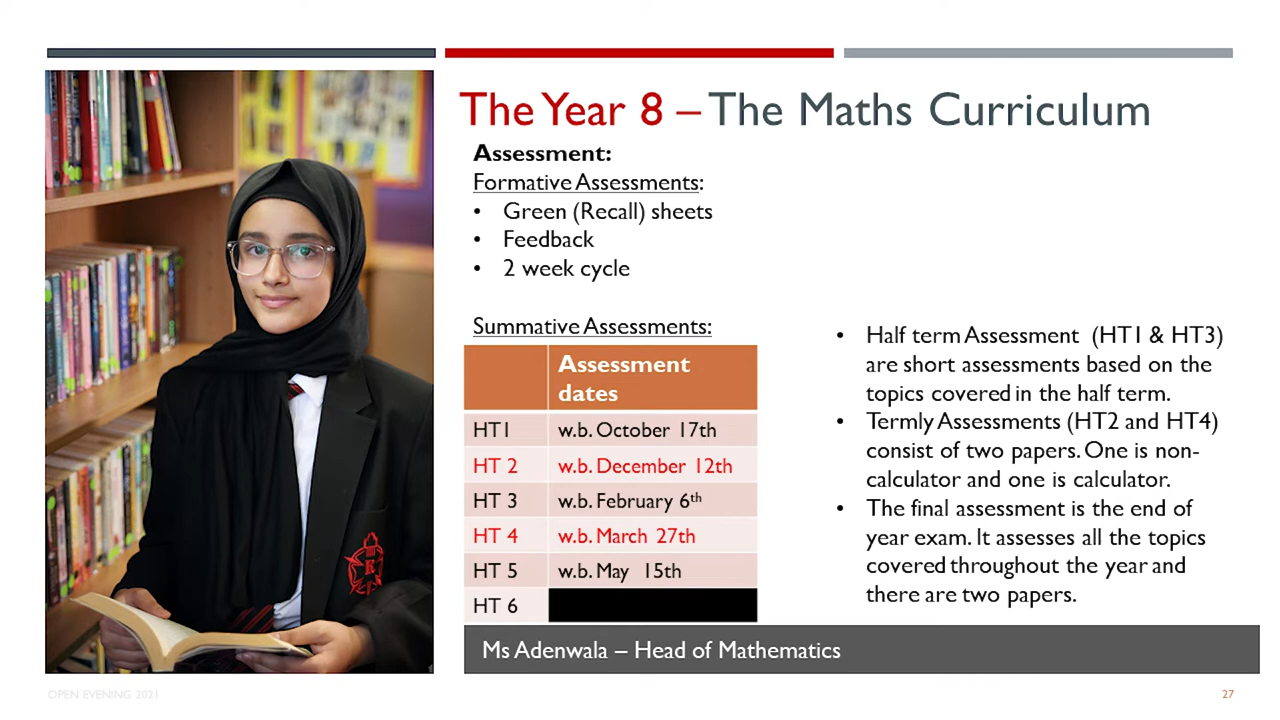 The Year 8 – The Maths Curriculum
Assessment:
Formative Assessments:
• Green (Recall) sheets
• Feedback
• 2 week cycle
Summative Assessments:
Assessment
dates
HT1 w.b. October 17th
HT 2 w.b. December 12th
HT 3 w.b. February 6th
HT 4 w.b. March 27th
HT 5 w.b. May 15th
HT 6
• Half term Assessment (HT1 & HT3)
are short assessments based on the
topics covered in the half term.
• Termly Assessments (HT2 and HT4)
consist of two papers. One is non-
calculator and one is calculator.
• The final assessment is the end of
year exam. It assesses all the topics
covered throughout the year and
there are two papers.
Ms Adenwala – Head of Mathematics
OPEN EVENING 2021
27